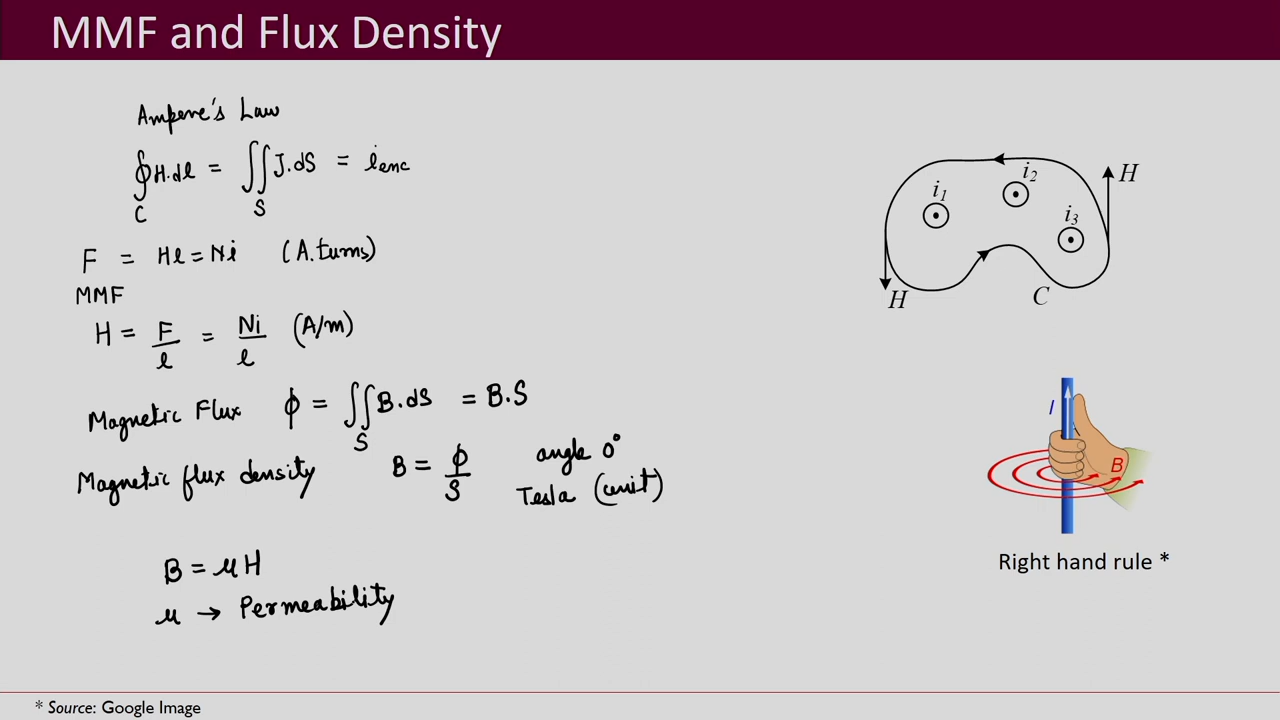 MMF and Flux Density
Ampere's Law
∮H.dl = ∬J.dS = i_enc
C S
F = Hl = Ni (A.turns)
MMF
H = F/l = Ni/l (A/m)
Magnetic Flux ϕ = ∬B.dS = B.S
S
Magnetic flux density B = ϕ/S angle 0°
Tesla (unit)
B = μH
μ → Permeability
i₁
i₂
i₃
H
H
C
I
B
Right hand rule *
* Source: Google Image